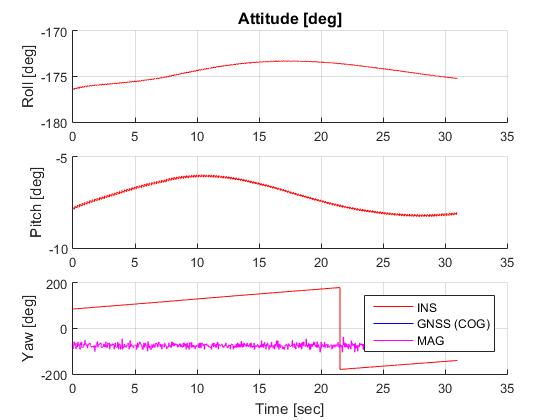 Attitude [deg]
Roll [deg]
-170
-175
-180
0 5 10 15 20 25 30 35
Pitch [deg]
-5
-10
0 5 10 15 20 25 30 35
Yaw [deg]
200
0
-200
INS
GNSS (COG)
MAG
0 5 10 15 20 25 30 35
Time [sec]